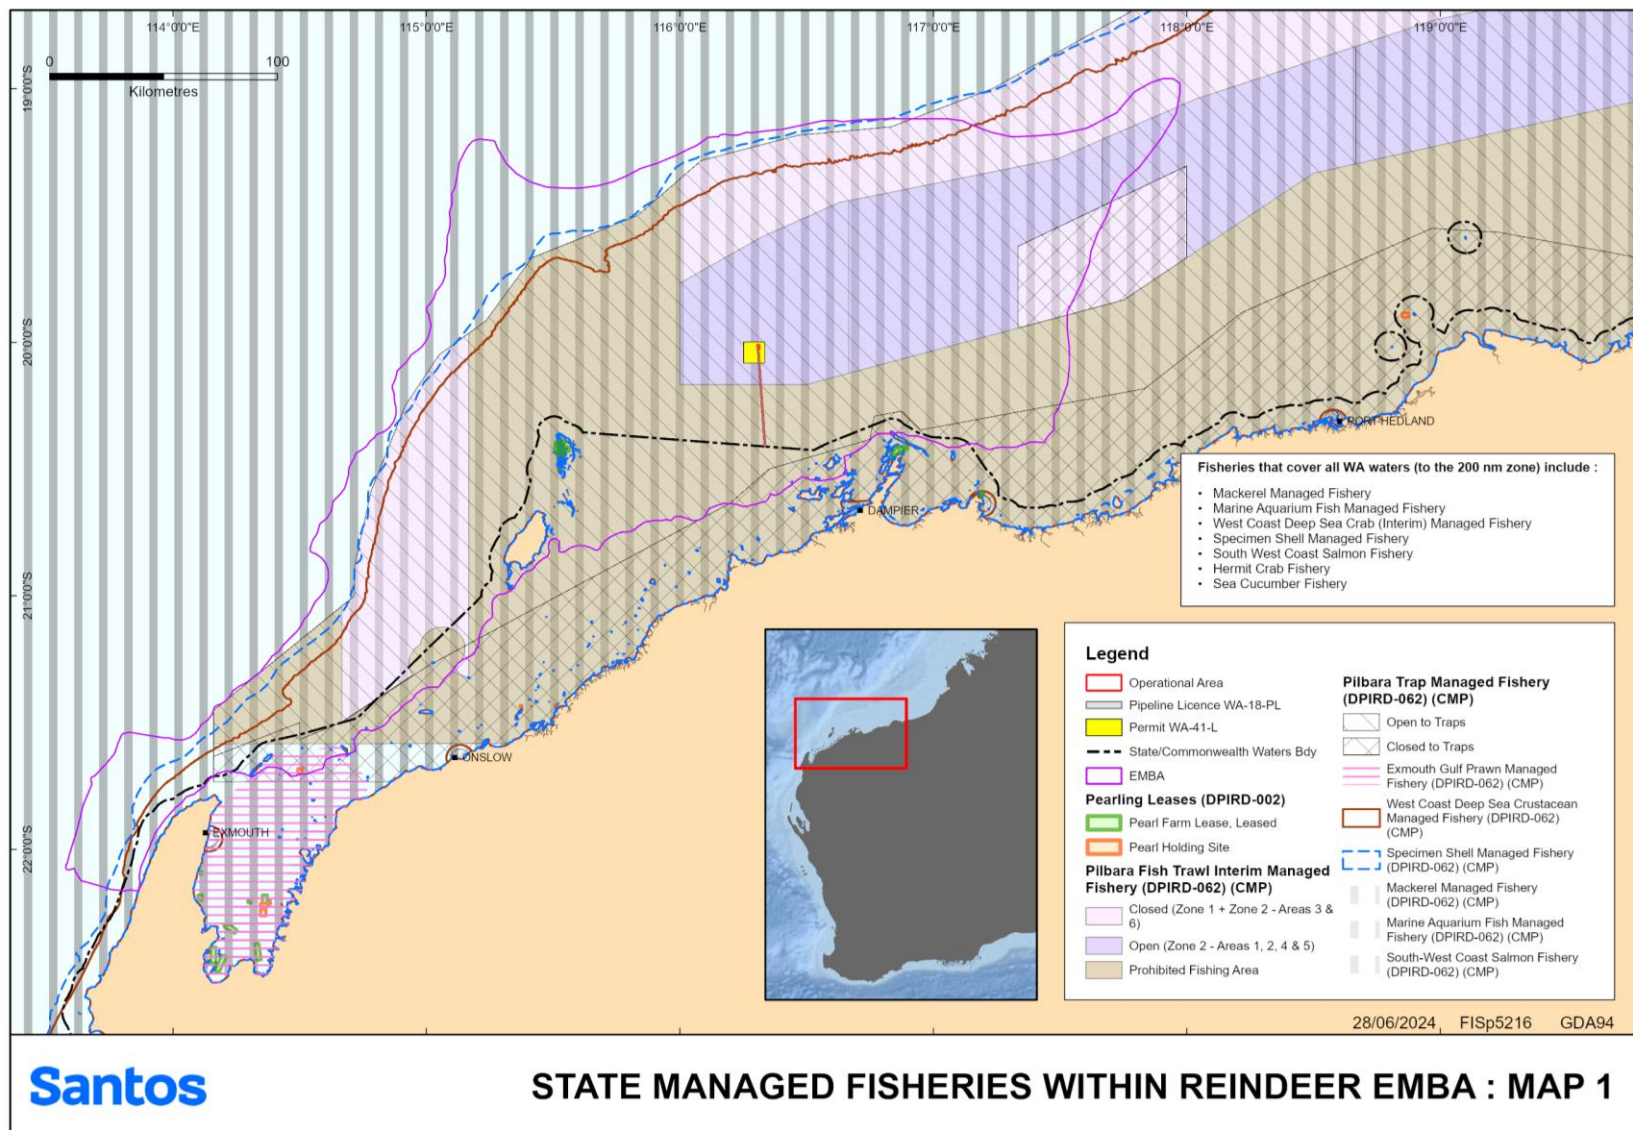 114°0'0"E
115°0'0"E
116°0'0"E
117°0'0"E
118°0'0"E
119°0'0"E
0 100
Kilometres
19°0'0"S
20°0'0"S
21°0'0"S
22°0'0"S
PORT HEDLAND
DAMPIER
ONSLOW
EXMOUTH
Fisheries that cover all WA waters (to the 200 nm zone) include :
• Mackerel Managed Fishery
• Marine Aquarium Fish Managed Fishery
• West Coast Deep Sea Crab (Interim) Managed Fishery
• Specimen Shell Managed Fishery
• South West Coast Salmon Fishery
• Hermit Crab Fishery
• Sea Cucumber Fishery
Legend
Operational Area
Pipeline Licence WA-18-PL
Permit WA-41-L
State/Commonwealth Waters Bdy
EMBA
Pearling Leases (DPIRD-002)
Pearl Farm Lease, Leased
Pearl Holding Site
Pilbara Fish Trawl Interim Managed
Fishery (DPIRD-062) (CMP)
Closed (Zone 1 + Zone 2 - Areas 3 &
6)
Open (Zone 2 - Areas 1, 2, 4 & 5)
Prohibited Fishing Area
Pilbara Trap Managed Fishery
(DPIRD-062) (CMP)
Open to Traps
Closed to Traps
Exmouth Gulf Prawn Managed
Fishery (DPIRD-062) (CMP)
West Coast Deep Sea Crustacean
Managed Fishery (DPIRD-062)
(CMP)
Specimen Shell Managed Fishery
(DPIRD-062) (CMP)
Mackerel Managed Fishery
(DPIRD-062) (CMP)
Marine Aquarium Fish Managed
Fishery (DPIRD-062) (CMP)
South-West Coast Salmon Fishery
(DPIRD-062) (CMP)
28/06/2024 FISp5216 GDA94
Santos
STATE MANAGED FISHERIES WITHIN REINDEER EMBA : MAP 1